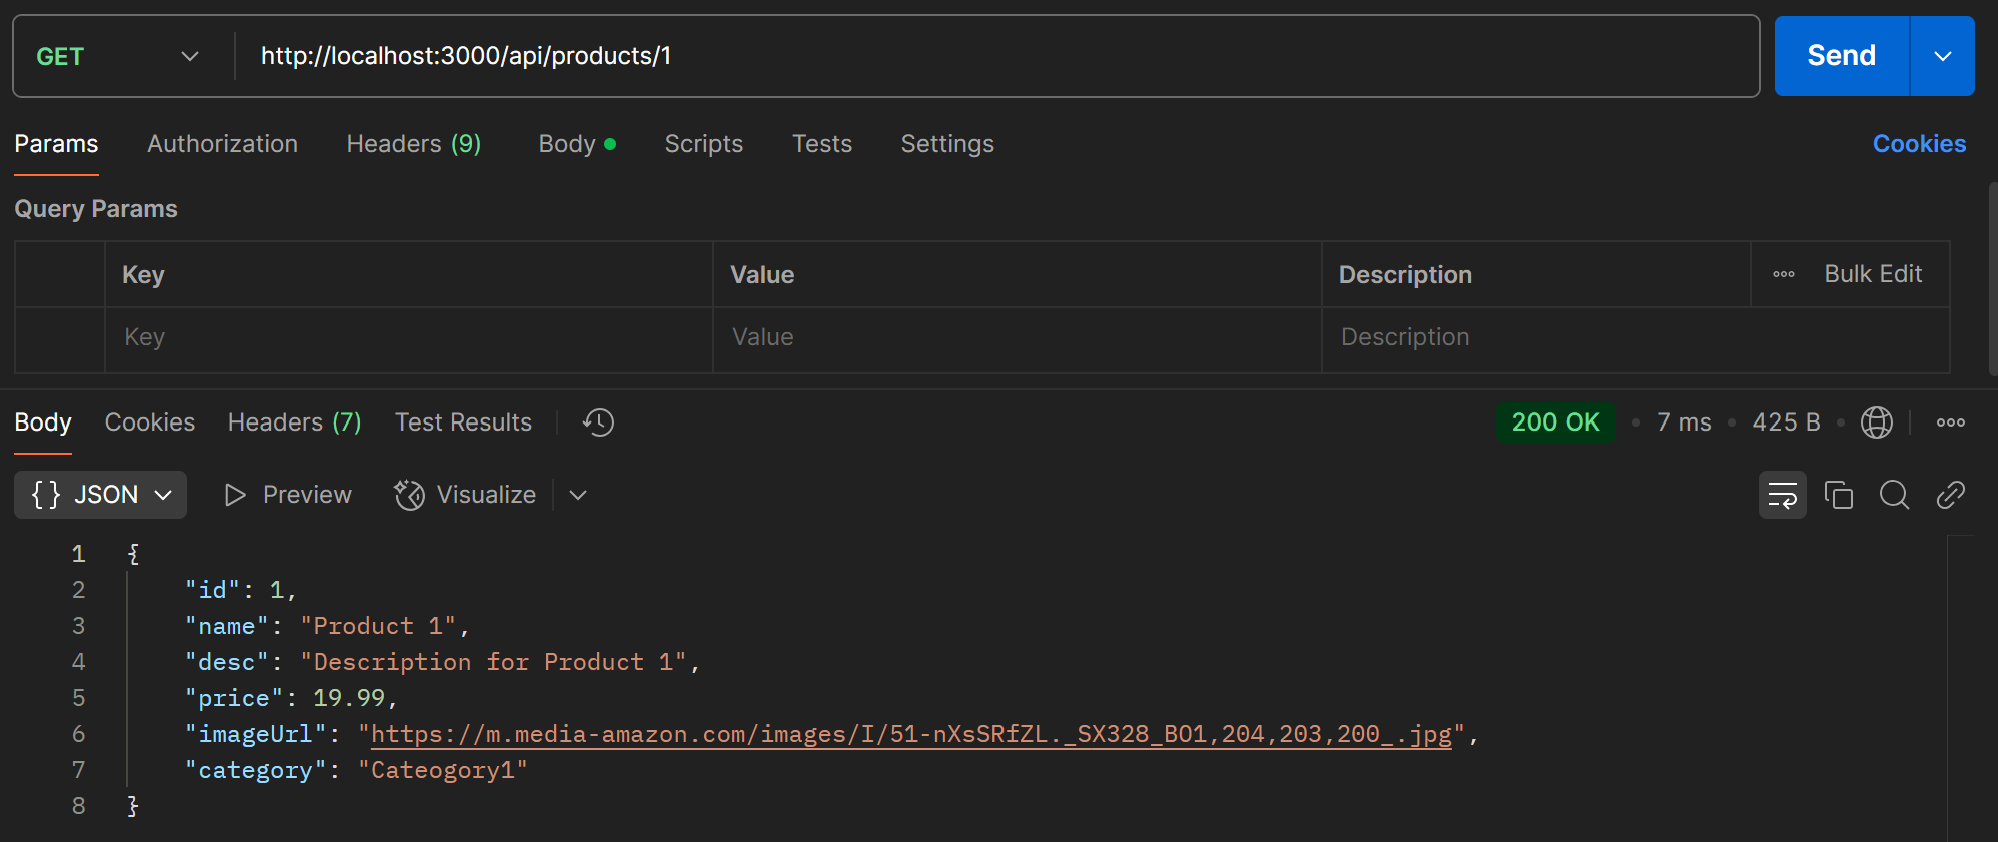 GET http://localhost:3000/api/products/1 Send
Params Authorization Headers (9) Body Scripts Tests Settings Cookies
Query Params
Key Value Description Bulk Edit
Key Value Description
Body Cookies Headers (7) Test Results 200 OK 7 ms 425 B
{ } JSON Preview Visualize
1 {
2 "id": 1,
3 "name": "Product 1",
4 "desc": "Description for Product 1",
5 "price": 19.99,
6 "imageUrl": "https://m.media-amazon.com/images/I/51-nXsSRfZL._SX328_BO1,204,203,200_.jpg",
7 "category": "Cateogory1"
8 }